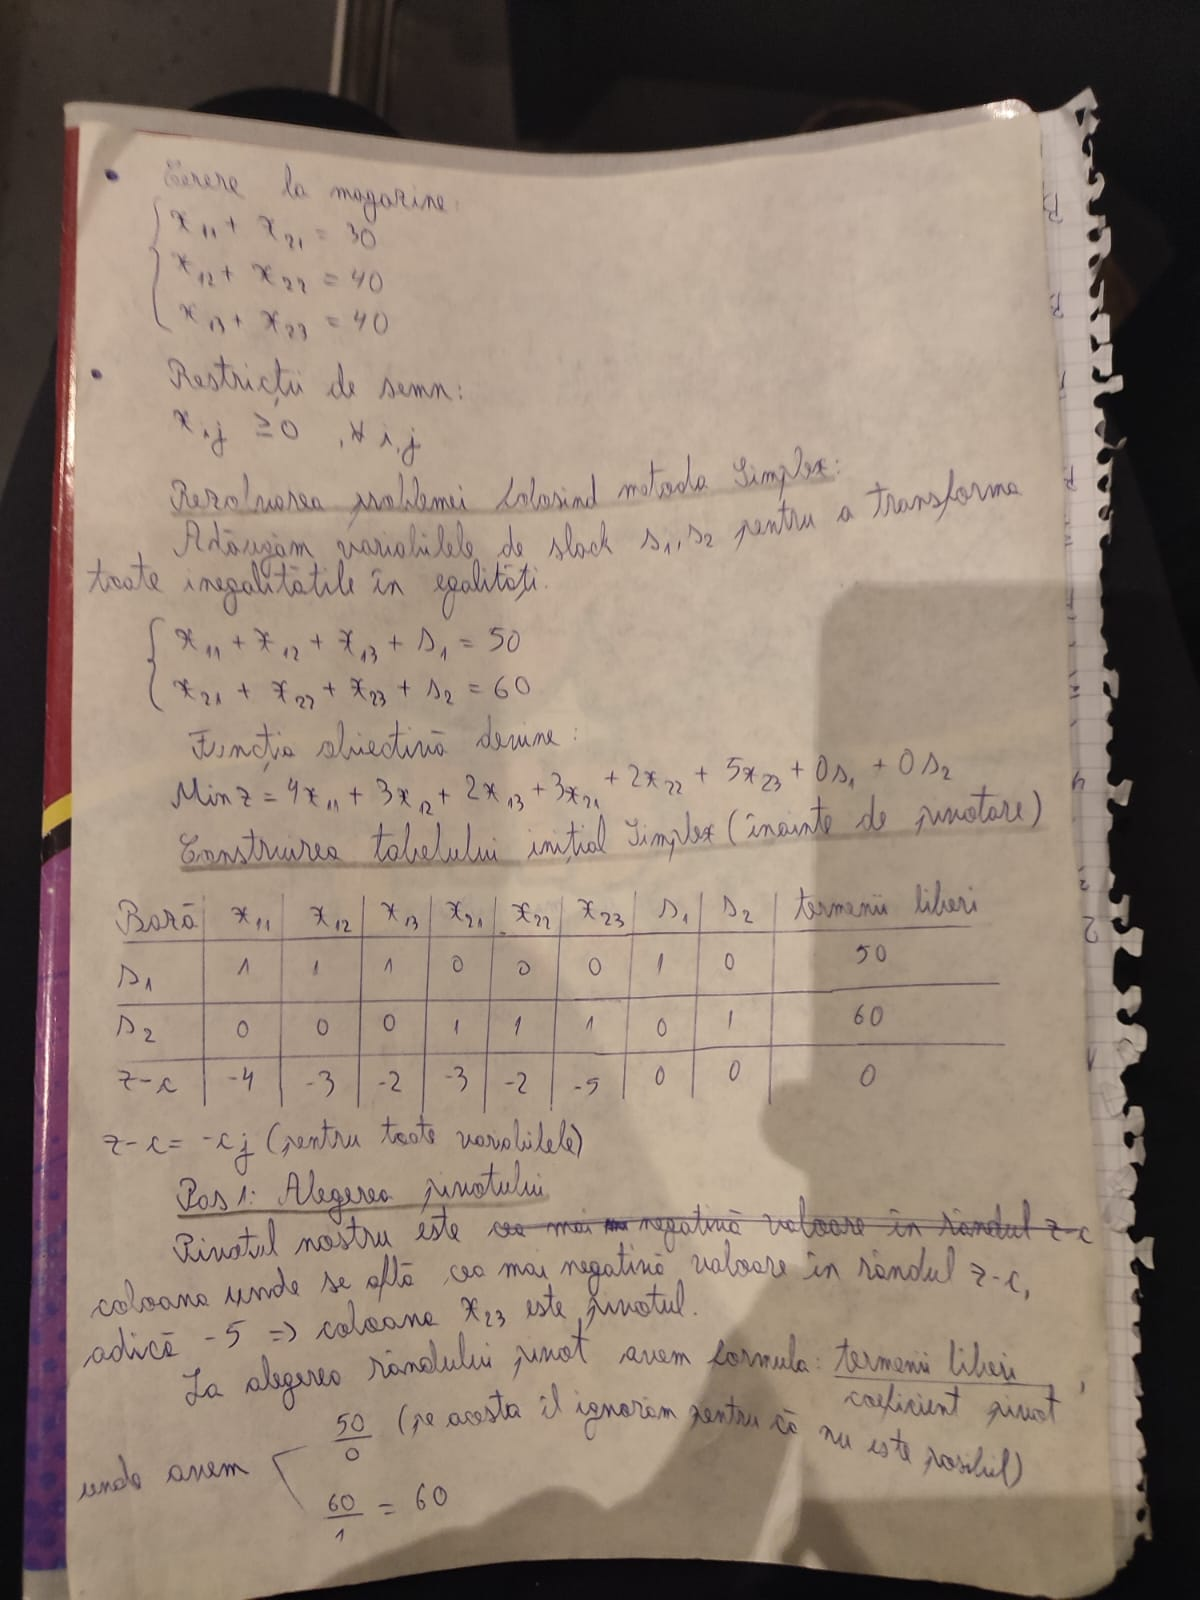 • Cerere la magazine:
x₁₁ + x₂₁ = 30
x₁₂ + x₂₂ = 40
x₁₃ + x₂₃ = 40
• Restricții de semn:
xᵢⱼ ≥ 0 , ∀ i,j
Rezolvarea problemei folosind metoda Simplex:
Adăugăm variabilele de slack s₁, s₂ pentru a transforma
toate inegalitățile în egalități.
x₁₁ + x₁₂ + x₁₃ + s₁ = 50
x₂₁ + x₂₂ + x₂₃ + s₂ = 60
Funcția obiectivă devine:
Min z = 4x₁₁ + 3x₁₂ + 2x₁₃ + 3x₂₁ + 2x₂₂ + 5x₂₃ + 0s₁ + 0s₂
Construirea tabelului inițial Simplex (înainte de pivotare)
Bază x₁₁ x₁₂ x₁₃ x₂₁ x₂₂ x₂₃ s₁ s₂ termenii liberi
s₁ 1 1 1 0 0 0 1 0 50
s₂ 0 0 0 1 1 1 0 1 60
z-c -4 -3 -2 -3 -2 -5 0 0 0
z-c = -cj (pentru toate variabilele)
Pas 1: Alegerea pivotului
Pivotul nostru este cea mai negativă valoare în rândul z-c
coloana unde se află cea mai negativă valoare în rândul z-c,
adică -5 => coloana x₂₃ este pivotul.
La alegerea rândului pivot avem formula: termenii liberi / coeficient pivot,
unde avem 50/0 (pe acesta îl ignorăm pentru că nu este posibil)
60/1 = 60